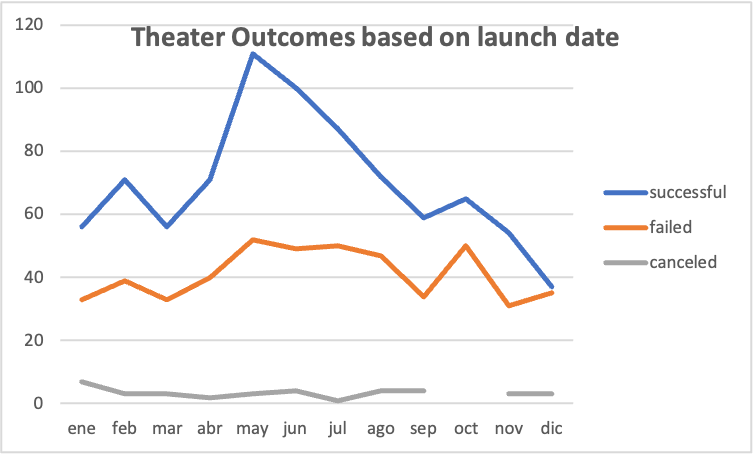 Theater Outcomes based on launch date
120
100
80
60
40
20
0
ene feb mar abr may jun jul ago sep oct nov dic
successful
failed
canceled